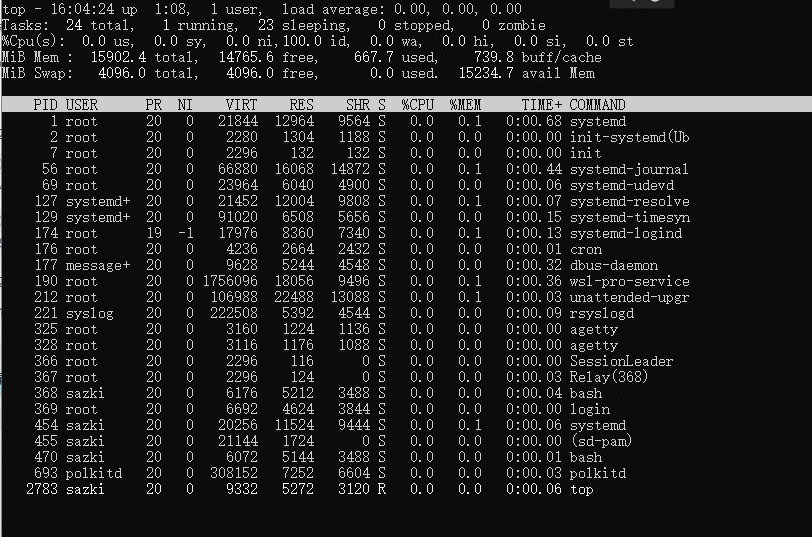 top - 16:04:24 up  1:08,  1 user,  load average: 0.00, 0.00, 0.00
Tasks:  24 total,   1 running,  23 sleeping,   0 stopped,   0 zombie
%Cpu(s):  0.0 us,  0.0 sy,  0.0 ni,100.0 id,  0.0 wa,  0.0 hi,  0.0 si,  0.0 st
MiB Mem :  15902.4 total,  14765.6 free,    667.7 used,    739.8 buff/cache
MiB Swap:   4096.0 total,   4096.0 free,      0.0 used.  15234.7 avail Mem
PID USER      PR  NI    VIRT    RES    SHR S  %CPU  %MEM     TIME+ COMMAND
1 root      20   0   21844  12964   9564 S   0.0   0.1   0:00.68 systemd
2 root      20   0    2280   1304   1188 S   0.0   0.0   0:00.00 init-systemd(Ub
7 root      20   0    2296    132    132 S   0.0   0.0   0:00.00 init
56 root      20   0   66880  16068  14872 S   0.0   0.1   0:00.44 systemd-journal
69 root      20   0   23964   6040   4900 S   0.0   0.0   0:00.06 systemd-udevd
127 systemd+  20   0   21452  12004   9808 S   0.0   0.1   0:00.07 systemd-resolve
129 systemd+  20   0   91020   6508   5656 S   0.0   0.0   0:00.15 systemd-timesyn
174 root      19  -1   17976   8360   7340 S   0.0   0.1   0:00.13 systemd-logind
176 root      20   0    4236   2664   2432 S   0.0   0.0   0:00.01 cron
177 message+  20   0    9628   5244   4548 S   0.0   0.0   0:00.32 dbus-daemon
190 root      20   0 1756096  18056   9496 S   0.0   0.1   0:00.36 wsl-pro-service
212 root      20   0  106988  22488  13088 S   0.0   0.1   0:00.03 unattended-upgr
221 syslog    20   0  222508   5392   4544 S   0.0   0.0   0:00.09 rsyslogd
325 root      20   0    3160   1224   1136 S   0.0   0.0   0:00.00 agetty
328 root      20   0    3116   1176   1088 S   0.0   0.0   0:00.00 agetty
366 root      20   0    2296    116      0 S   0.0   0.0   0:00.00 SessionLeader
367 root      20   0    2296    124      0 S   0.0   0.0   0:00.03 Relay(368)
368 sazki     20   0    6176   5212   3488 S   0.0   0.0   0:00.04 bash
369 root      20   0    6692   4624   3844 S   0.0   0.0   0:00.00 login
454 sazki     20   0   20256  11524   9444 S   0.0   0.1   0:00.06 systemd
455 sazki     20   0   21144   1724      0 S   0.0   0.0   0:00.00 (sd-pam)
470 sazki     20   0    6072   5144   3488 S   0.0   0.0   0:00.01 bash
693 polkitd   20   0  308152   7252   6604 S   0.0   0.0   0:00.03 polkitd
2783 sazki     20   0    9332   5272   3120 R   0.0   0.0   0:00.06 top